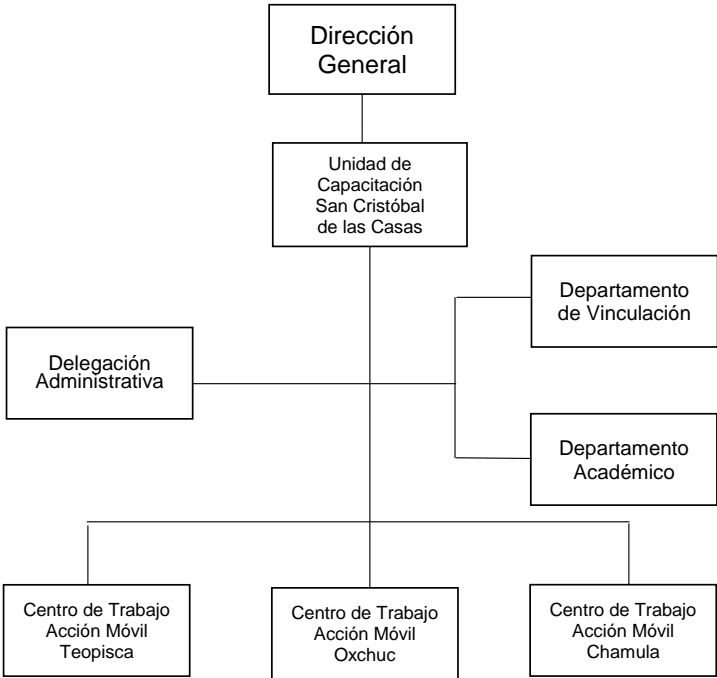 Dirección
General
Unidad de
Capacitación
San Cristóbal
de las Casas
Departamento
de Vinculación
Delegación
Administrativa
Departamento
Académico
Centro de Trabajo
Acción Móvil
Teopisca
Centro de Trabajo
Acción Móvil
Oxchuc
Centro de Trabajo
Acción Móvil
Chamula